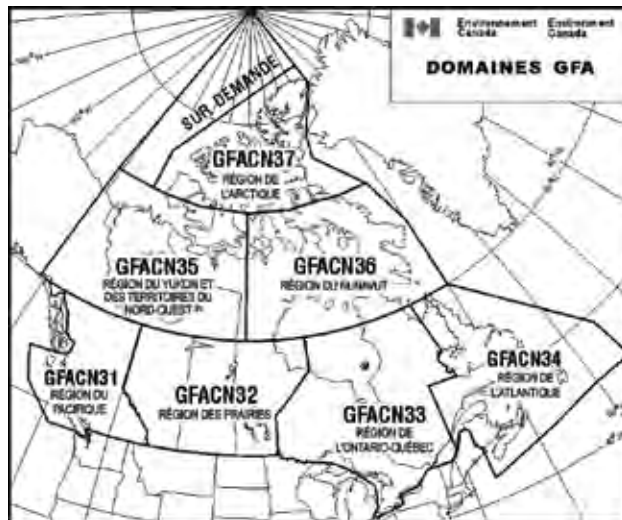 Environnement Canada
Environment Canada
DOMAINES GFA
SUR DEMANDE
GFACN37
RÉGION DE
L'ARCTIQUE
GFACN35
RÉGION DU YUKON ET
DES TERRITOIRES DU
NORD-OUEST
GFACN36
RÉGION DU NUNAVUT
GFACN31
RÉGION DU
PACIFIQUE
GFACN32
RÉGION DES PRAIRIES
GFACN33
RÉGION DE
L'ONTARIO-QUÉBEC
GFACN34
RÉGION DE
L'ATLANTIQUE